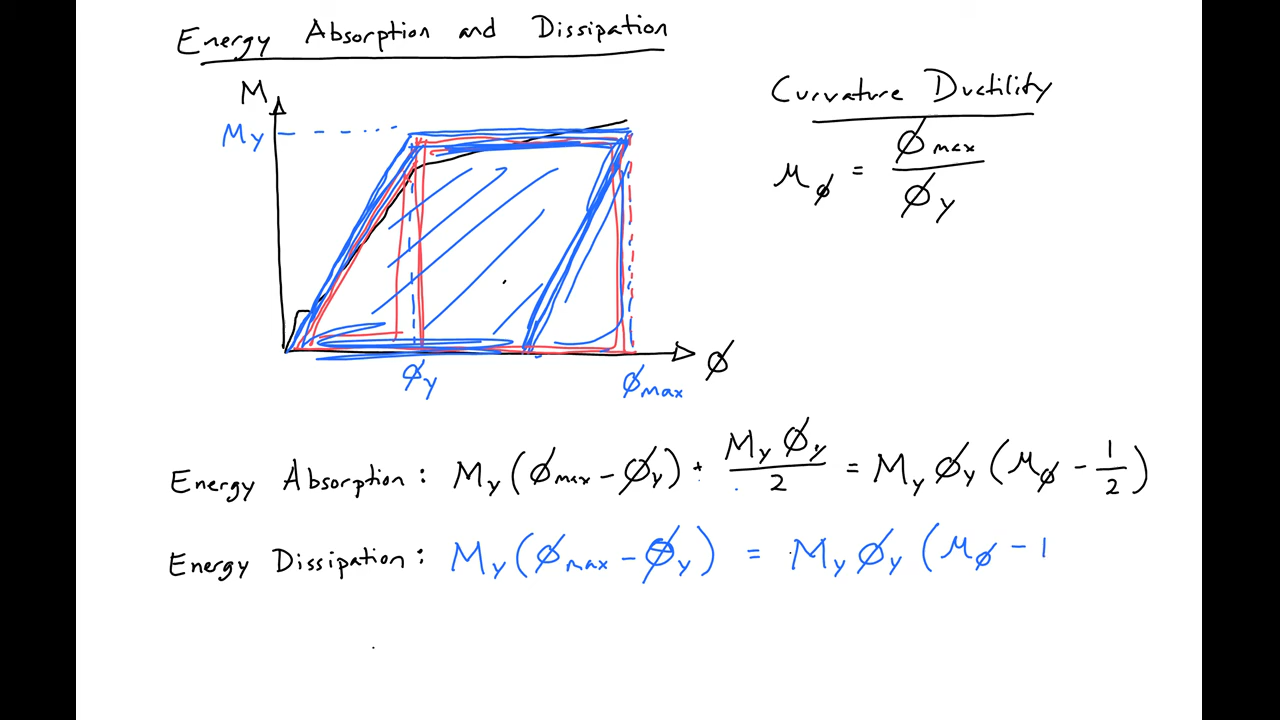 Energy Absorption and Dissipation
M
My
ϕy
ϕmax
ϕ
Curvature Ductility
μϕ = ϕmax / ϕy
Energy Absorption: My(ϕmax - ϕy) + Myϕy / 2 = Myϕy(μϕ - 1/2)
Energy Dissipation: My(ϕmax - ϕy) = Myϕy(μϕ - 1